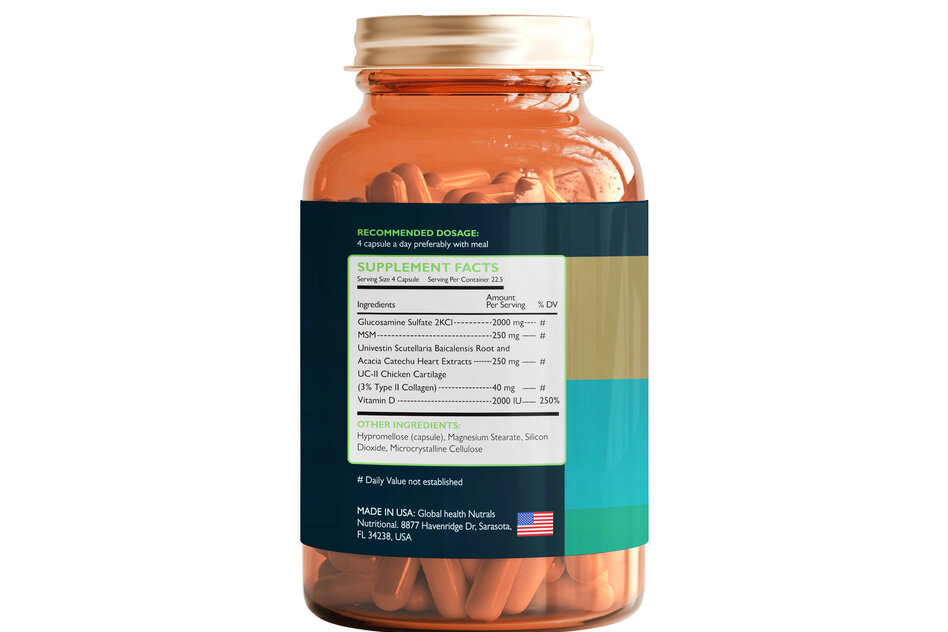 RECOMMENDED DOSAGE:
4 capsule a day preferably with meal
SUPPLEMENT FACTS
Serving Size 4 Capsule Serving Per Container 22.5
Amount
Ingredients Per Serving % DV
Glucosamine Sulfate 2KCl-----------2000 mg---- #
MSM-----------------------------------250 mg —— #
Univestin Scutellaria Baicalensis Root and
Acacia Catechu Heart Extracts ------250 mg —— #
UC-II Chicken Cartilage
(3% Type II Collagen) ----------------40 mg —— #
Vitamin D -----------------------------2000 IU—— 250%
OTHER INGREDIENTS:
Hypromellose (capsule), Magnesium Stearate, Silicon
Dioxide, Microcrystalline Cellulose
# Daily Value not established
MADE IN USA: Global health Nutrals
Nutritional. 8877 Havenridge Dr, Sarasota,
FL 34238, USA